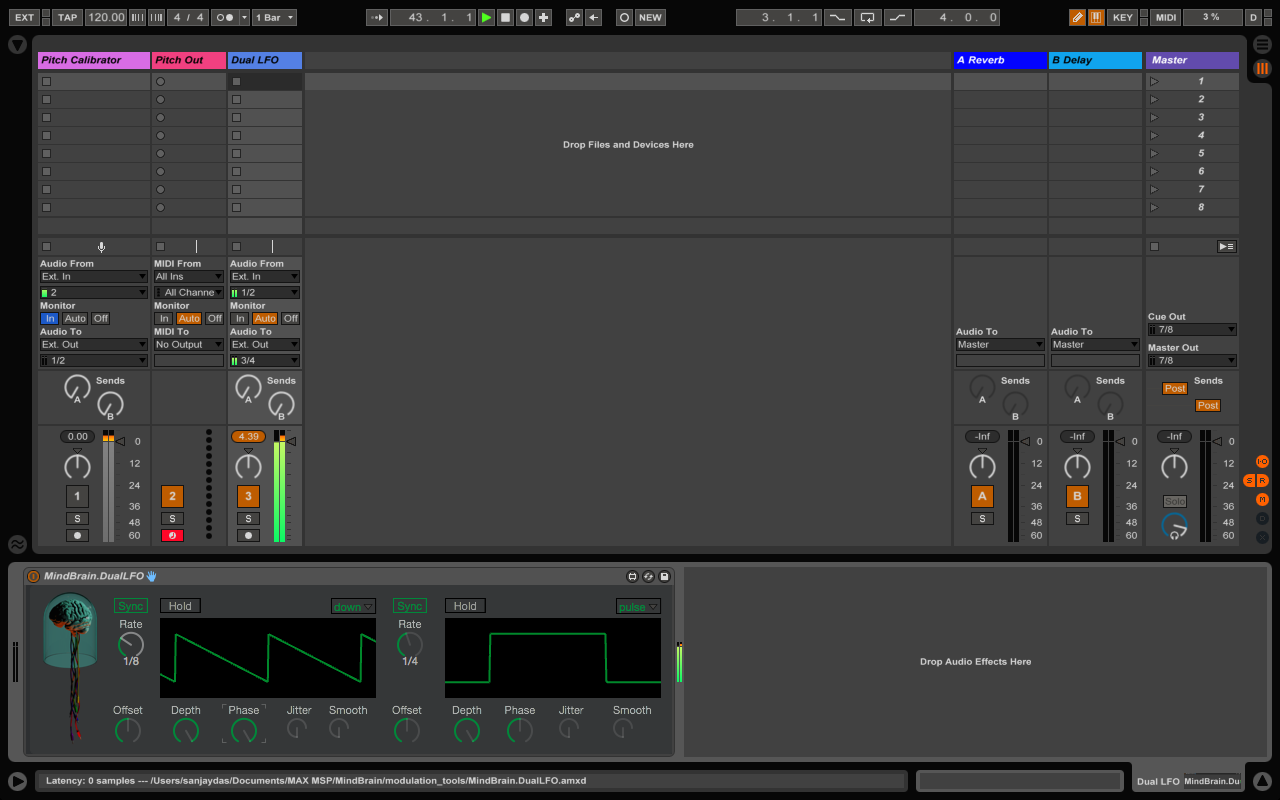 EXT TAP 120.00 4 / 4 1 Bar 43. 1. 1 NEW 3. 1. 1 4. 0. 0 KEY MIDI 3 % D
Pitch Calibrator Pitch Out Dual LFO A Reverb B Delay Master
1
2
3
4
5
6
7
8
Drop Files and Devices Here
Audio From MIDI From Audio From
Ext. In All Ins Ext. In
2 All Channe 1/2
Monitor Monitor Monitor
In Auto Off In Auto Off In Auto Off
Audio To MIDI To Audio To Audio To Audio To
Ext. Out No Output Ext. Out Master Master
1/2 3/4
Cue Out
7/8
Master Out
7/8
Sends Sends Sends Sends Sends
A B A B A B A B Post Post
0.00 4.39 -Inf -Inf -Inf
0 0 0 0
12 12 12 12
24 24 24 24
36 36 36 36
48 48 48 48
60 60 60 60
1 2 3 A B Solo
S S S S S
I·O
S R
M
D
X
MindBrain.DualLFO
Sync Hold down Sync Hold pulse
Rate Rate
1/8 1/4
Offset Depth Phase Jitter Smooth Offset Depth Phase Jitter Smooth
Drop Audio Effects Here
Latency: 0 samples --- /Users/sanjaydas/Documents/MAX MSP/MindBrain/modulation_tools/MindBrain.DualLFO.amxd
Dual LFO MindBrain.Du